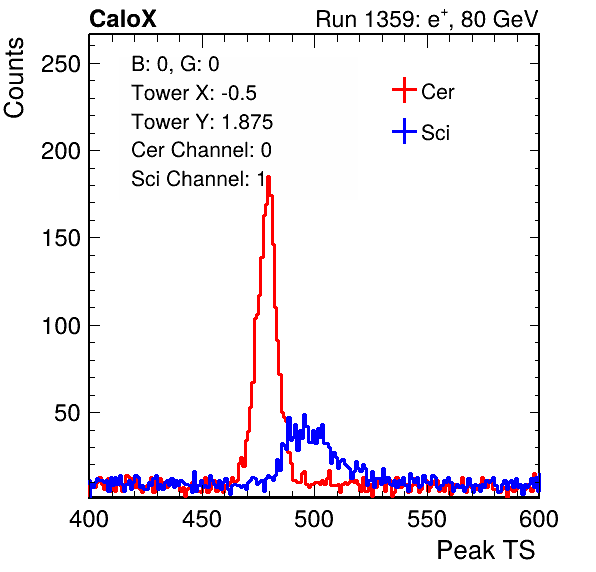 CaloX Run 1359: e⁺, 80 GeV
Counts
B: 0, G: 0
Tower X: -0.5
Tower Y: 1.875
Cer Channel: 0
Sci Channel: 1
Cer
Sci
250
200
150
100
50
400 450 500 550 600
Peak TS